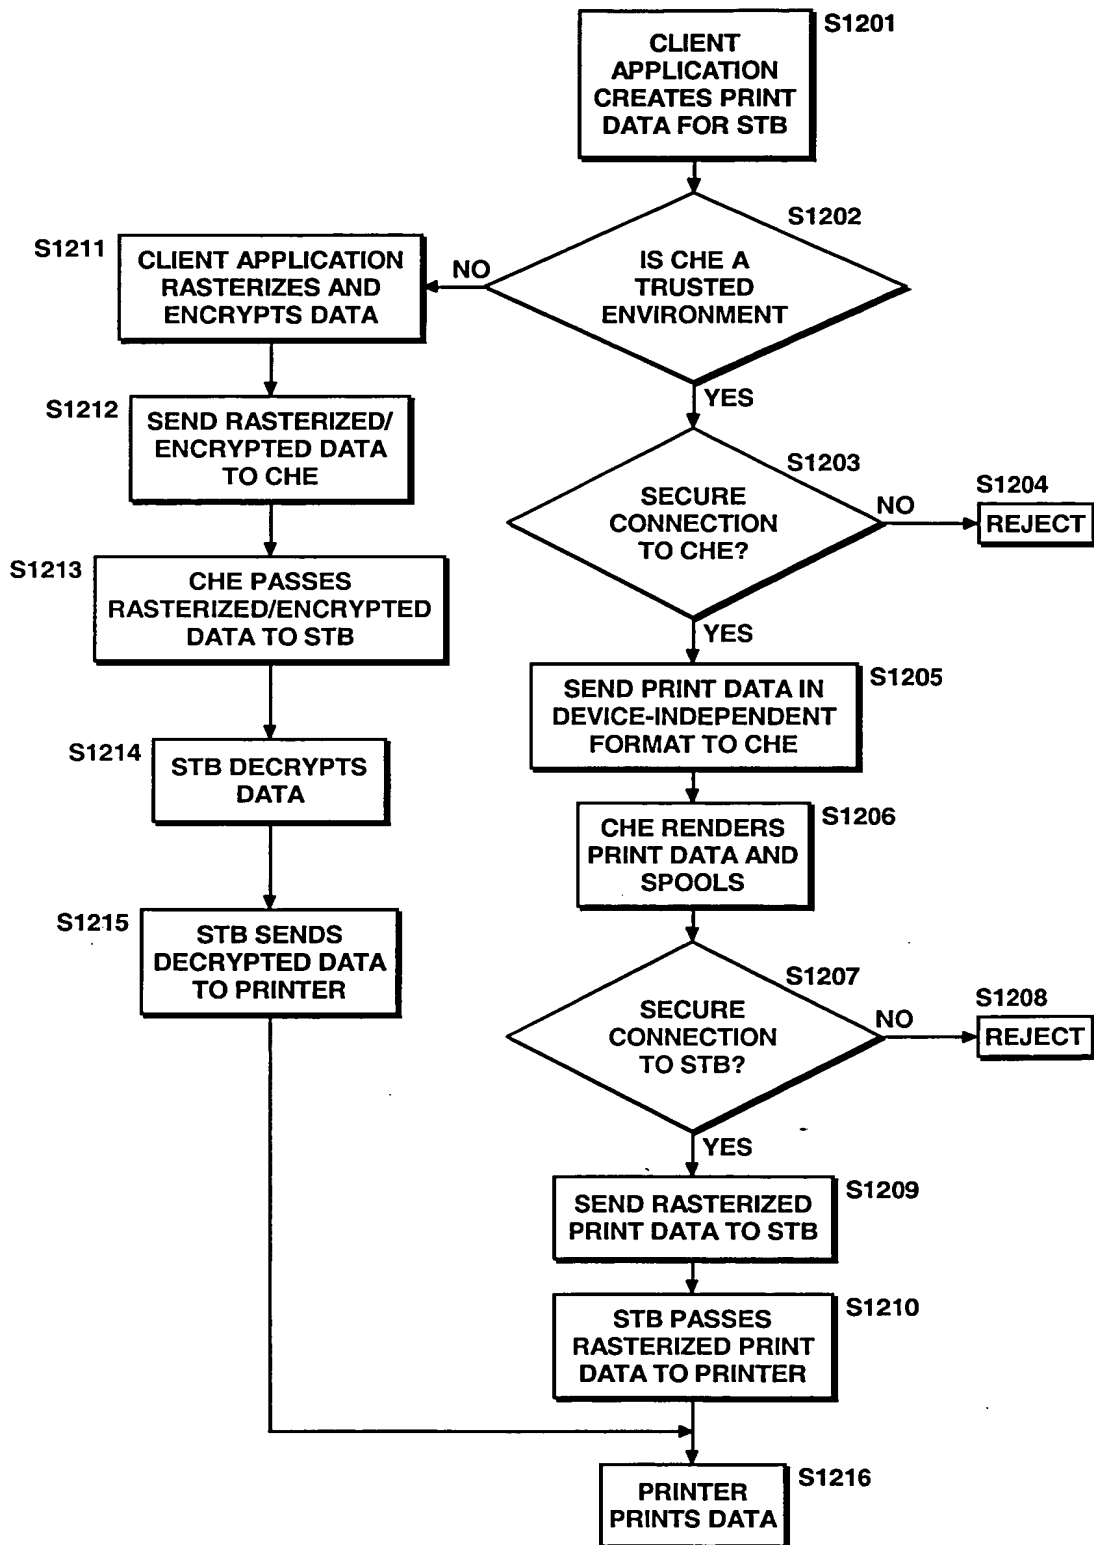 S1201
CLIENT
APPLICATION
CREATES PRINT
DATA FOR STB
S1202
IS CHE A
TRUSTED
ENVIRONMENT
NO
YES
S1211
CLIENT APPLICATION
RASTERIZES AND
ENCRYPTS DATA
S1212
SEND RASTERIZED/
ENCRYPTED DATA
TO CHE
S1213
CHE PASSES
RASTERIZED/ENCRYPTED
DATA TO STB
S1214
STB DECRYPTS
DATA
S1215
STB SENDS
DECRYPTED DATA
TO PRINTER
S1203
SECURE
CONNECTION
TO CHE?
NO
YES
S1204
REJECT
S1205
SEND PRINT DATA IN
DEVICE-INDEPENDENT
FORMAT TO CHE
S1206
CHE RENDERS
PRINT DATA AND
SPOOLS
S1207
SECURE
CONNECTION
TO STB?
NO
YES
S1208
REJECT
S1209
SEND RASTERIZED
PRINT DATA TO STB
S1210
STB PASSES
RASTERIZED PRINT
DATA TO PRINTER
S1216
PRINTER
PRINTS DATA